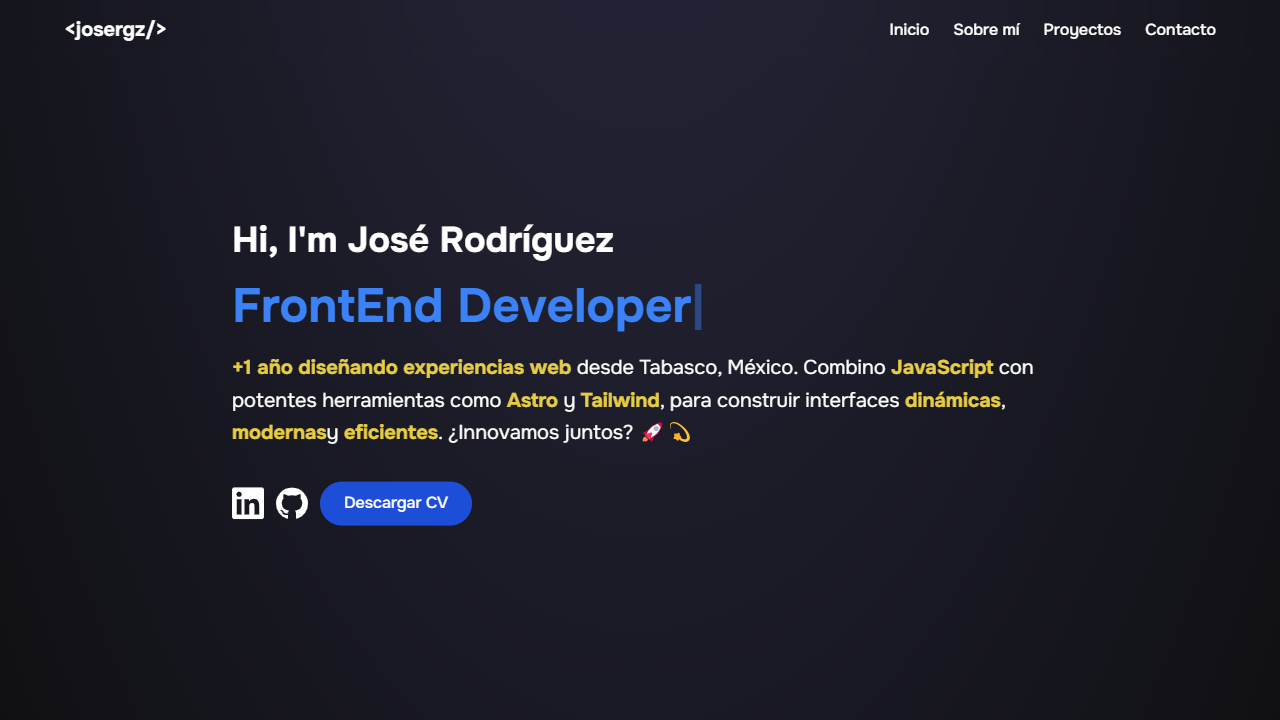 <josergz/>
Inicio Sobre mí Proyectos Contacto
Hi, I'm José Rodríguez
FrontEnd Developer|
+1 año diseñando experiencias web desde Tabasco, México. Combino JavaScript con
potentes herramientas como Astro y Tailwind, para construir interfaces dinámicas,
modernasy eficientes. ¿Innovamos juntos? 🚀 💫
in
Descargar CV